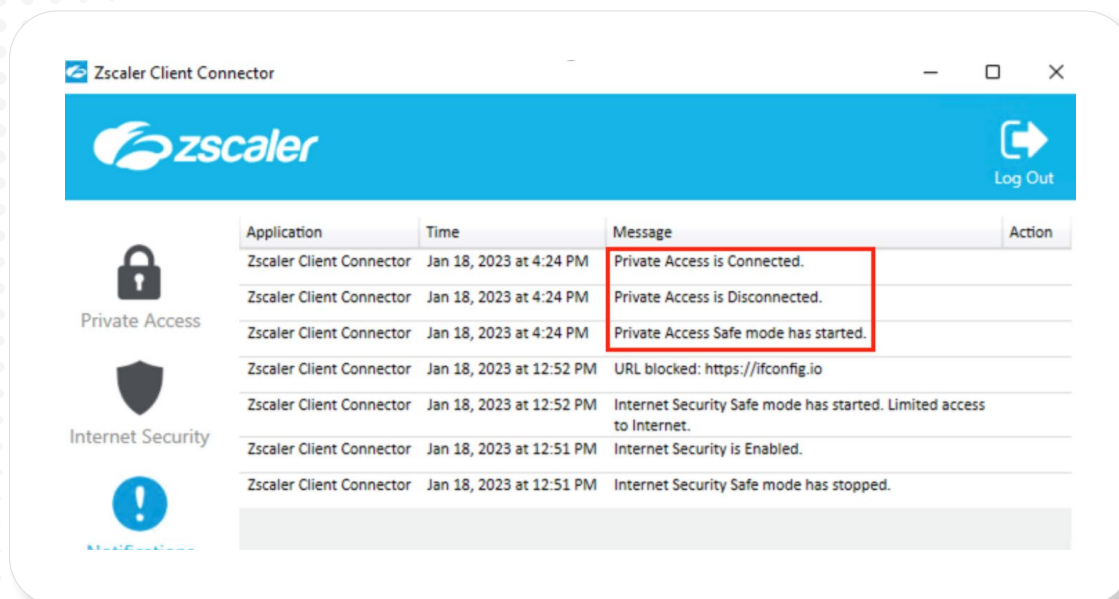 Zscaler Client Connector
zscaler
Log Out
Application Time Message Action
Zscaler Client Connector Jan 18, 2023 at 4:24 PM Private Access is Connected.
Zscaler Client Connector Jan 18, 2023 at 4:24 PM Private Access is Disconnected.
Private Access
Zscaler Client Connector Jan 18, 2023 at 4:24 PM Private Access Safe mode has started.
Zscaler Client Connector Jan 18, 2023 at 12:52 PM URL blocked: https://ifconfig.io
Zscaler Client Connector Jan 18, 2023 at 12:52 PM Internet Security Safe mode has started. Limited access
to Internet.
Internet Security
Zscaler Client Connector Jan 18, 2023 at 12:51 PM Internet Security is Enabled.
Zscaler Client Connector Jan 18, 2023 at 12:51 PM Internet Security Safe mode has stopped.
Notifications